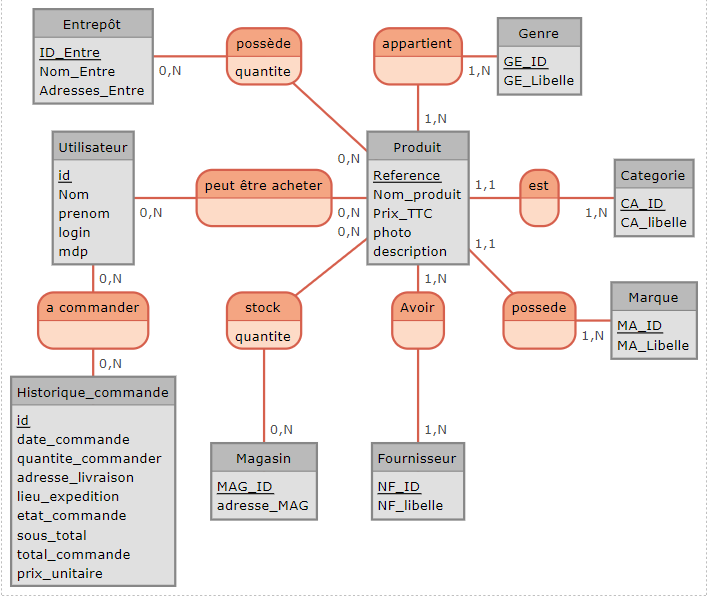 Entrepôt
ID_Entre
Nom_Entre
Adresses_Entre
0,N
possède
quantite
0,N
appartient
1,N
1,N
Genre
GE_ID
GE_Libelle
Utilisateur
id
Nom
prenom
login
mdp
0,N
peut être acheter
0,N
0,N
Produit
Reference
Nom_produit
Prix_TTC
photo
description
1,1
est
1,N
Categorie
CA_ID
CA_libelle
1,1
possede
1,N
Marque
MA_ID
MA_Libelle
0,N
a commander
0,N
stock
quantite
0,N
1,N
Avoir
1,N
Historique_commande
id
date_commande
quantite_commander
adresse_livraison
lieu_expedition
etat_commande
sous_total
total_commande
prix_unitaire
Magasin
MAG_ID
adresse_MAG
Fournisseur
NF_ID
NF_libelle